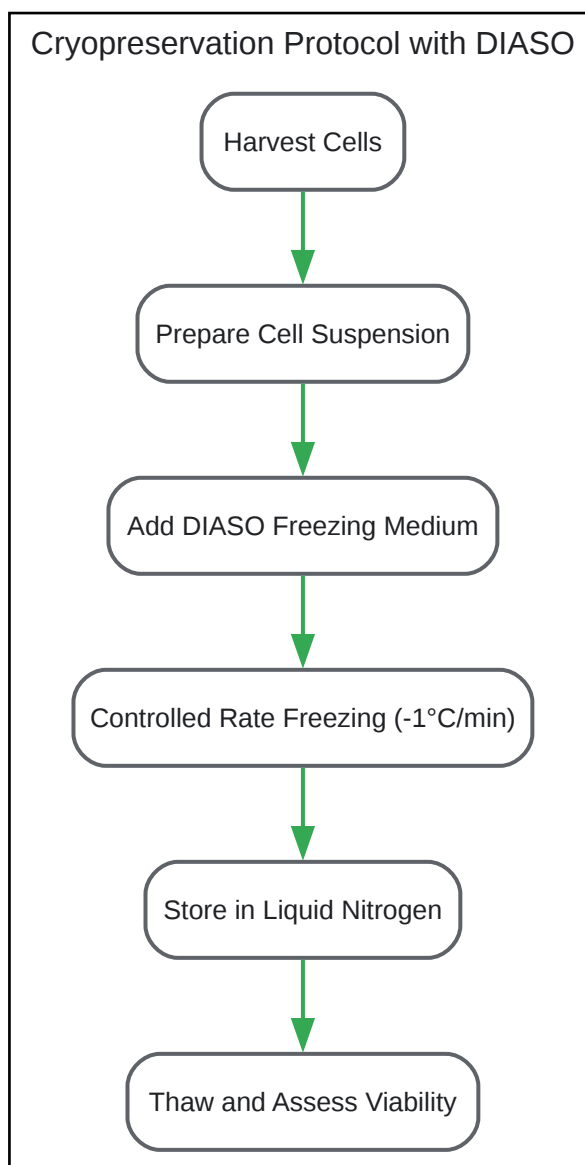 Cryopreservation Protocol with DIASO
Harvest Cells
Prepare Cell Suspension
Add DIASO Freezing Medium
Controlled Rate Freezing (-1°C/min)
Store in Liquid Nitrogen
Thaw and Assess Viability